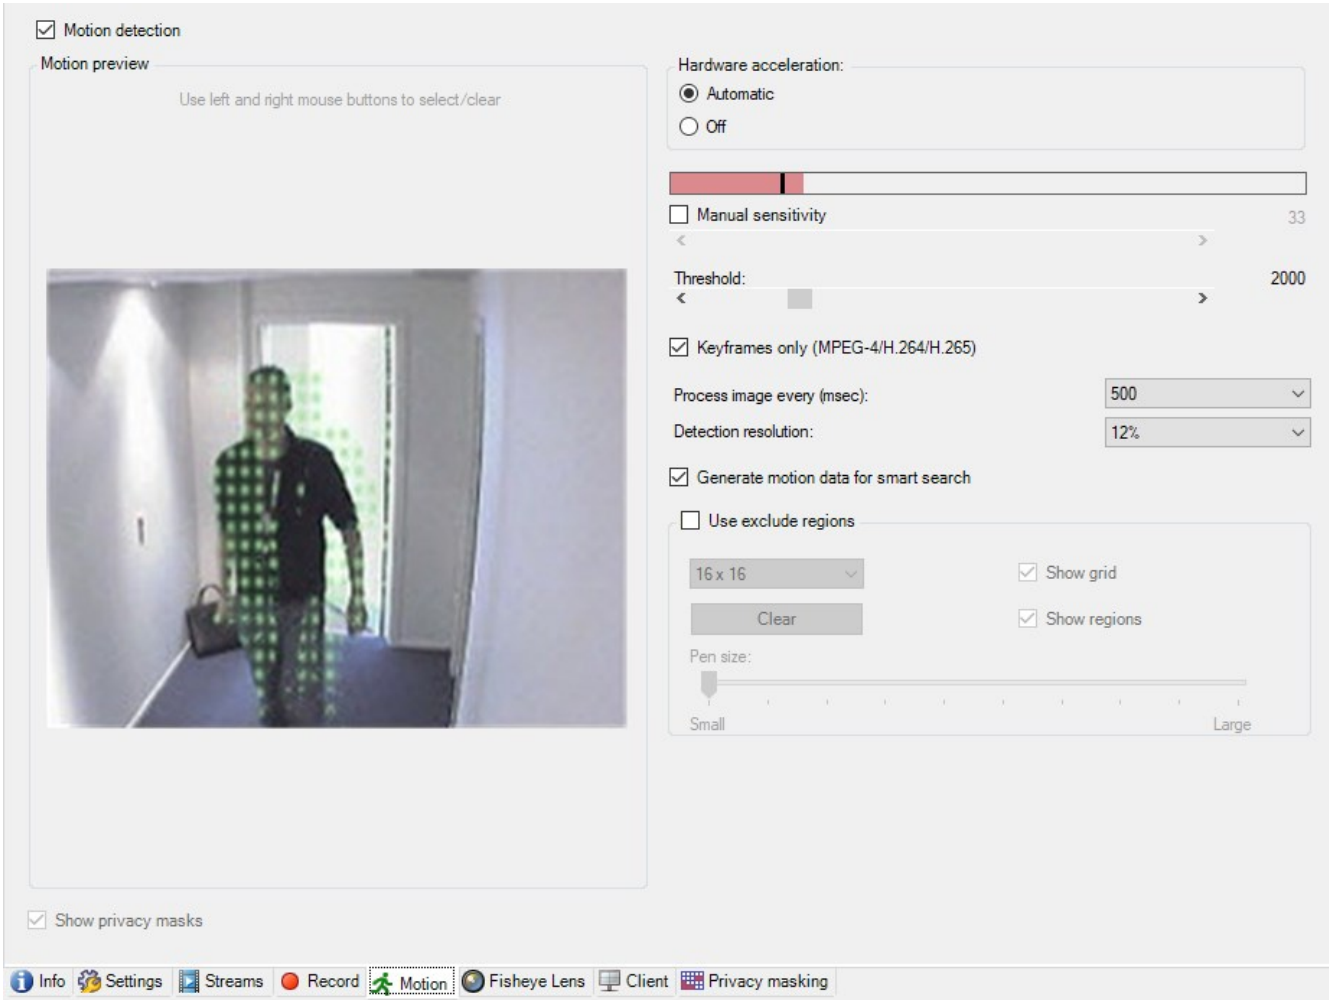 Motion detection
Motion preview
Use left and right mouse buttons to select/clear
Hardware acceleration:
Automatic
Off
Manual sensitivity 33
Threshold: 2000
Keyframes only (MPEG-4/H.264/H.265)
Process image every (msec): 500
Detection resolution: 12%
Generate motion data for smart search
Use exclude regions
16 x 16 Show grid
Clear Show regions
Pen size:
Small Large
Show privacy masks
Info Settings Streams Record Motion Fisheye Lens Client Privacy masking